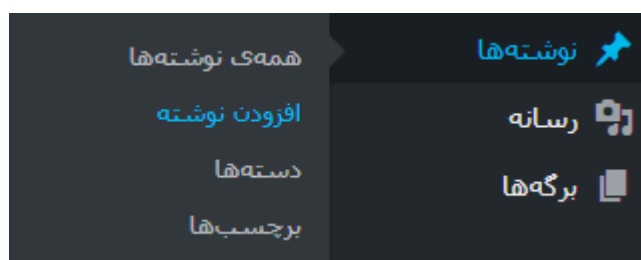 نوشته‌ها
رسانه
برگه‌ها
همه‌ی نوشته‌ها
افزودن نوشته
دسته‌ها
برچسب‌ها